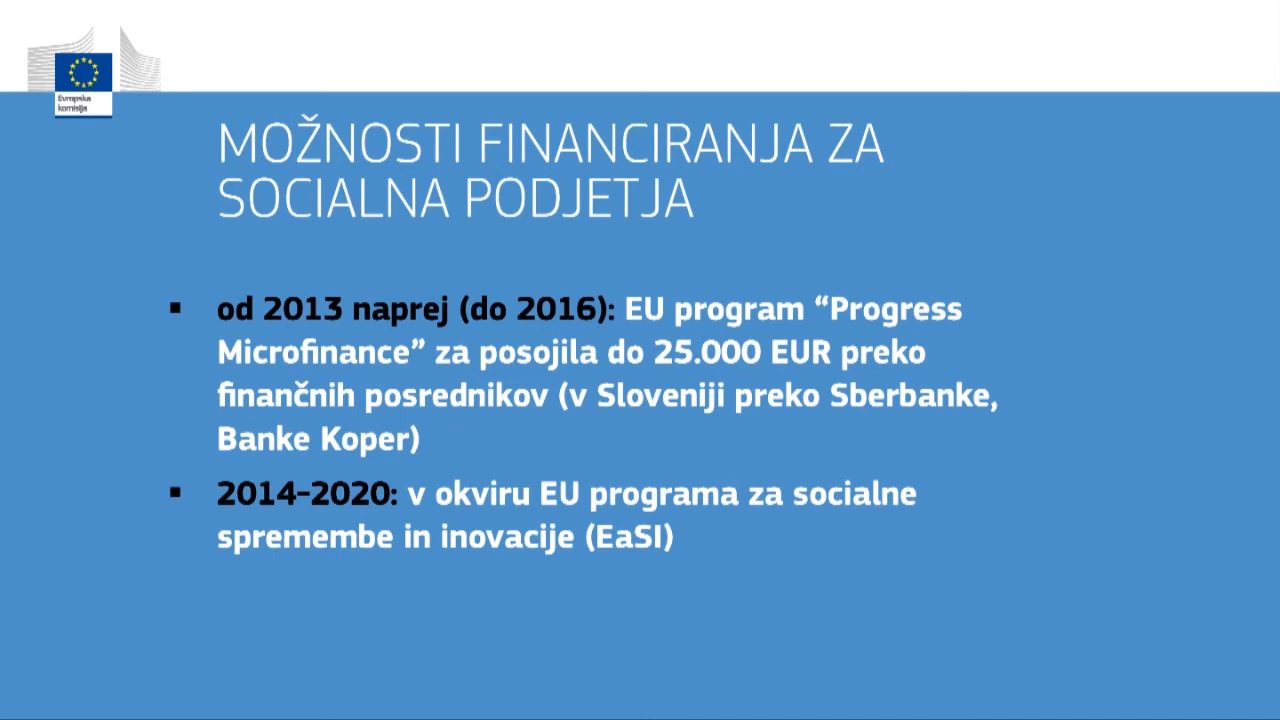 Evropska
komisija
MOŽNOSTI FINANCIRANJA ZA
SOCIALNA PODJETJA
▪ od 2013 naprej (do 2016): EU program “Progress
Microfinance” za posojila do 25.000 EUR preko
finančnih posrednikov (v Sloveniji preko Sberbanke,
Banke Koper)
▪ 2014-2020: v okviru EU programa za socialne
spremembe in inovacije (EaSI)